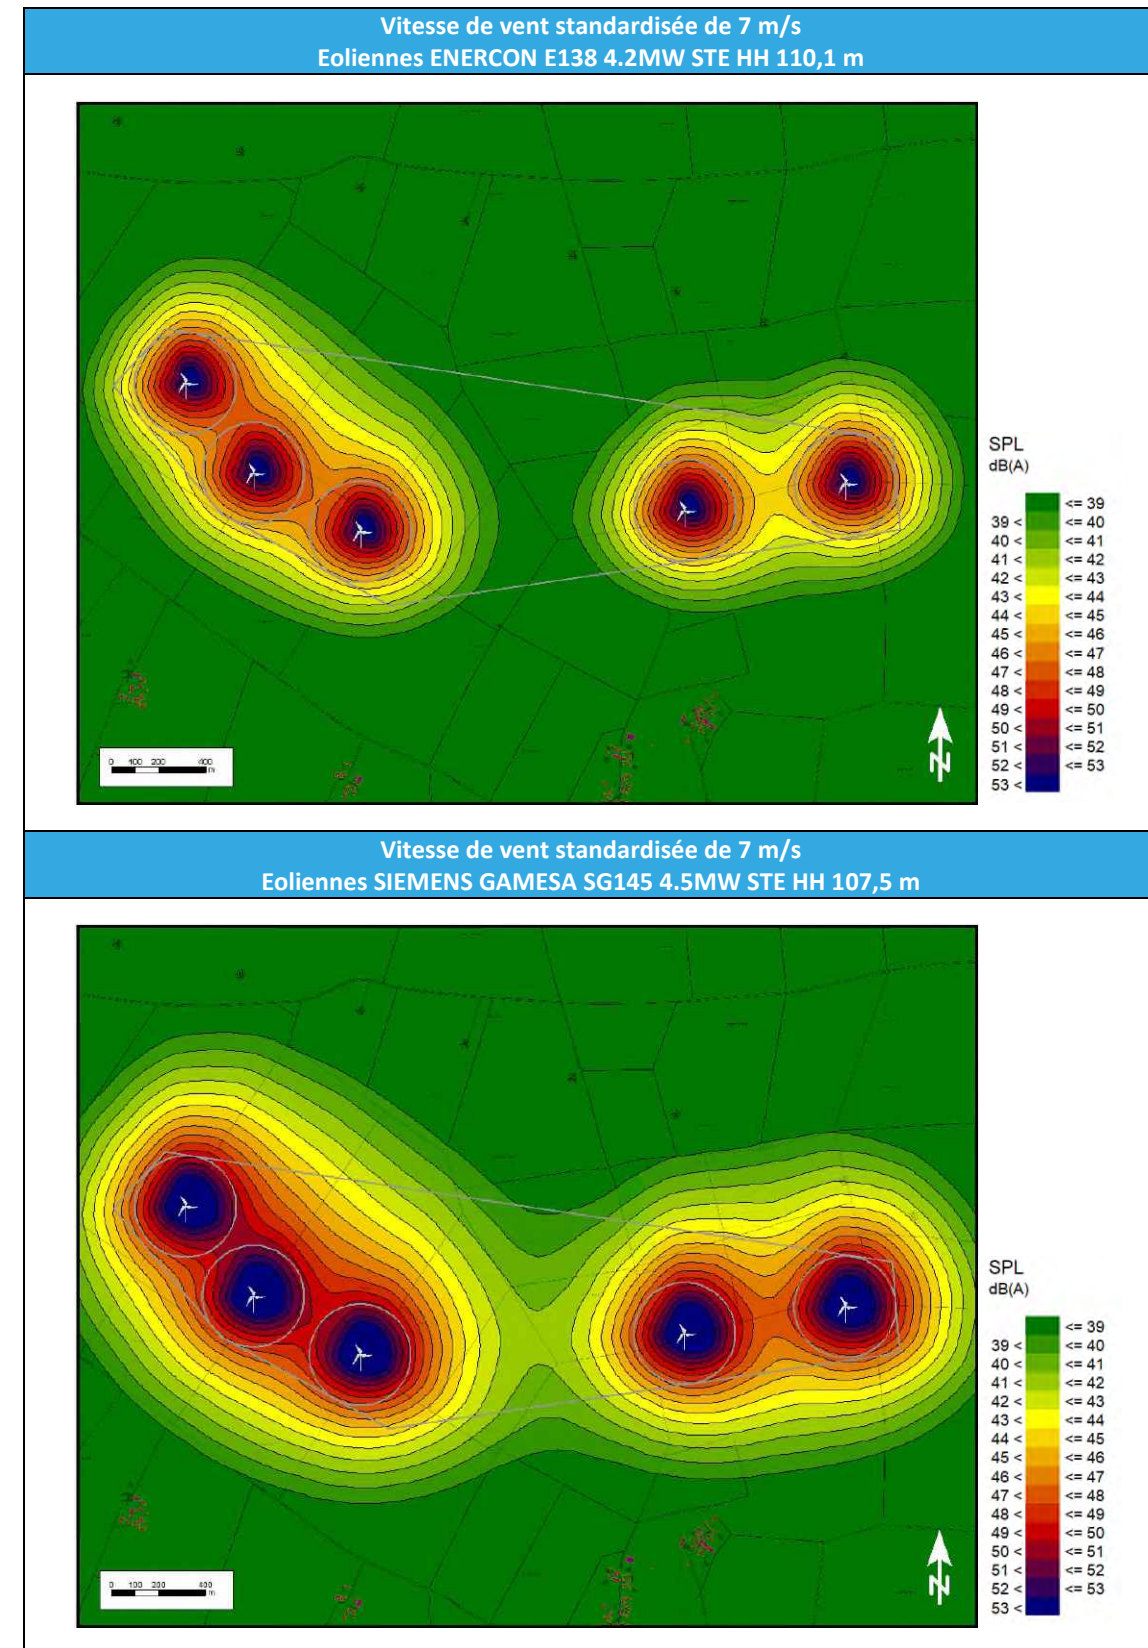 Vitesse de vent standardisée de 7 m/s
Eoliennes ENERCON E138 4.2MW STE HH 110,1 m
SPL
dB(A)
<= 39
39 < <= 40
40 < <= 41
41 < <= 42
42 < <= 43
43 < <= 44
44 < <= 45
45 < <= 46
46 < <= 47
47 < <= 48
48 < <= 49
49 < <= 50
50 < <= 51
51 < <= 52
52 < <= 53
53 <
0 100 200 400
m
N
Vitesse de vent standardisée de 7 m/s
Eoliennes SIEMENS GAMESA SG145 4.5MW STE HH 107,5 m
SPL
dB(A)
<= 39
39 < <= 40
40 < <= 41
41 < <= 42
42 < <= 43
43 < <= 44
44 < <= 45
45 < <= 46
46 < <= 47
47 < <= 48
48 < <= 49
49 < <= 50
50 < <= 51
51 < <= 52
52 < <= 53
53 <
0 100 200 400
m
N